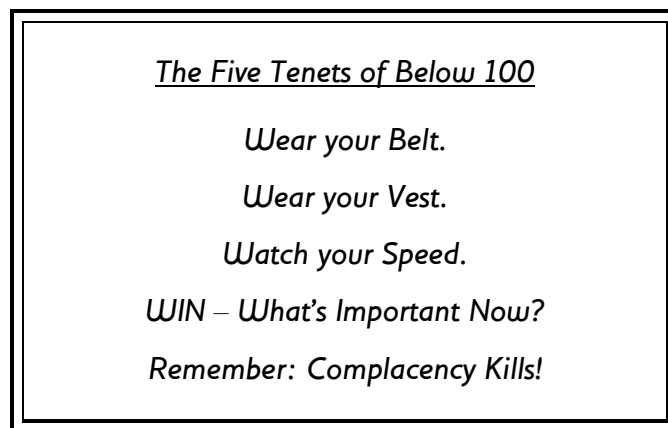 The Five Tenets of Below 100
Wear your Belt.
Wear your Vest.
Watch your Speed.
WIN – What’s Important Now?
Remember: Complacency Kills!